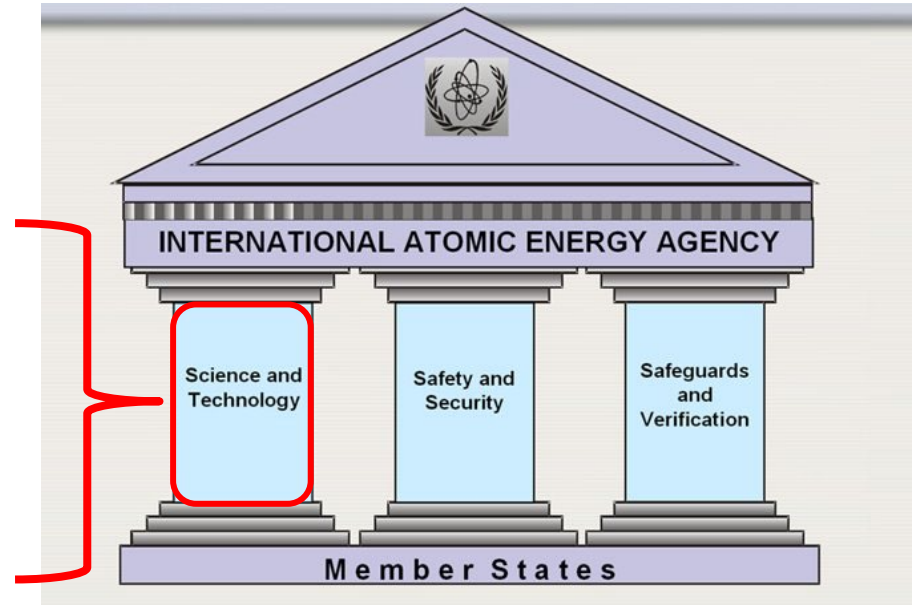 INTERNATIONAL ATOMIC ENERGY AGENCY
Science and
Technology
Safety and
Security
Safeguards
and
Verification
Member States